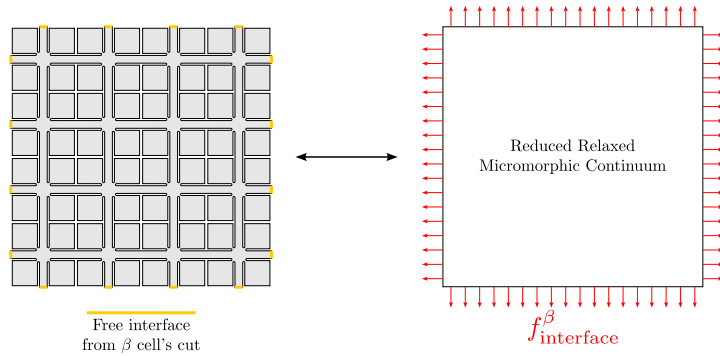 Reduced Relaxed
Micromorphic Continuum
Free interface
from β cell's cut
f^β_interface